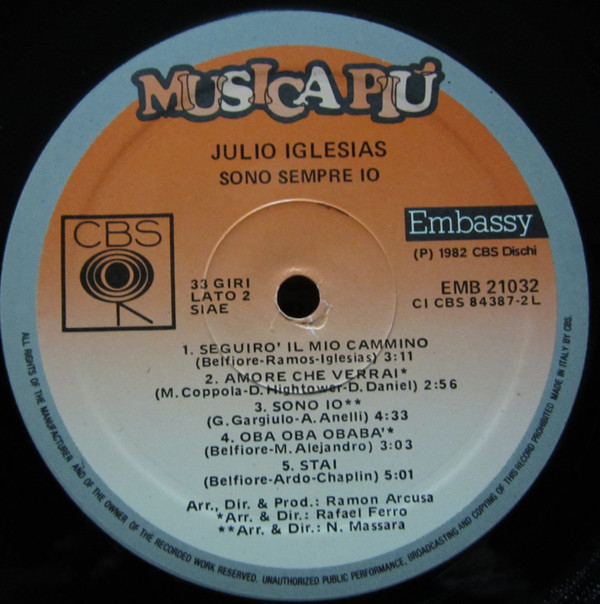 MUSICA PIÚ
JULIO IGLESIAS
SONO SEMPRE IO
CBS
Embassy
(P) 1982 CBS Dischi
33 GIRI
LATO 2
SIAE
EMB 21032
CI CBS 84387-2L
1. SEGUIRO' IL MIO CAMMINO
(Belfiore-Ramos-Iglesias) 3:11
2. AMORE CHE VERRAI*
(M. Coppola-D. Hightower-D. Daniel) 2:56
3. SONO IO**
(G. Gargiulo-A. Anelli) 4:33
4. OBA OBA OBABÀ'*
(Belfiore-M. Alejandro) 3:03
5. STAI
(Belfiore-Ardo-Chaplin) 5:01
Arr., Dir. & Prod.: Ramon Arcusa
*Arr. & Dir.: Rafael Ferro
**Arr. & Dir.: N. Massara
ALL RIGHTS OF THE MANUFACTURER AND OF THE OWNER OF THE RECORDED WORK RESERVED. UNAUTHORIZED PUBLIC PERFORMANCE, BROADCASTING AND COPYING OF THIS RECORD PROHIBITED MADE IN ITALY BY CBS.